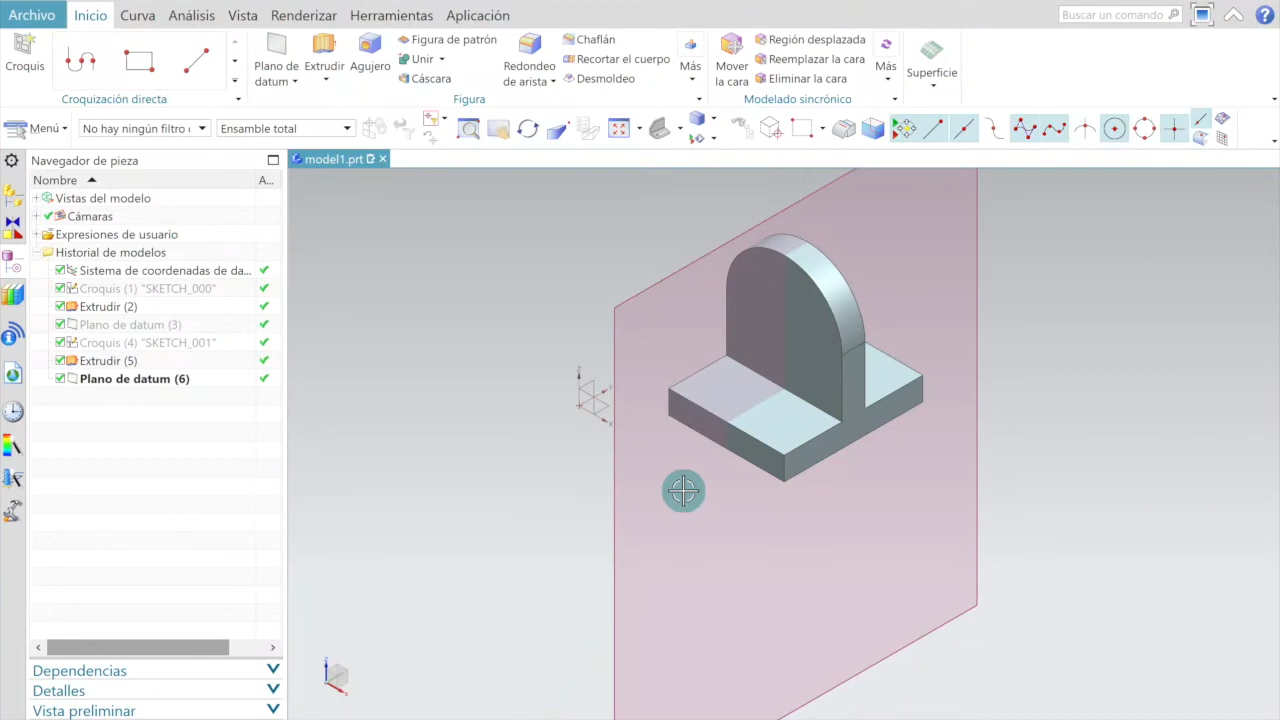 Archivo Inicio Curva Análisis Vista Renderizar Herramientas Aplicación Buscar un comando
Croquis
Croquización directa
Plano de datum
Extrudir
Agujero
Figura de patrón
Unir
Cáscara
Redondeo de arista
Chaflán
Recortar el cuerpo
Desmoldeo
Más
Figura
Mover la cara
Región desplazada
Reemplazar la cara
Eliminar la cara
Más
Modelado sincrónico
Superficie
Menú No hay ningún filtro Ensamble total
Navegador de pieza
model1.prt
Nombre A...
Vistas del modelo
Cámaras
Expresiones de usuario
Historial de modelos
Sistema de coordenadas de da...
Croquis (1) "SKETCH_000"
Extrudir (2)
Plano de datum (3)
Croquis (4) "SKETCH_001"
Extrudir (5)
Plano de datum (6)
Z
Y
X
Dependencias
Detalles
Vista preliminar
Z
X